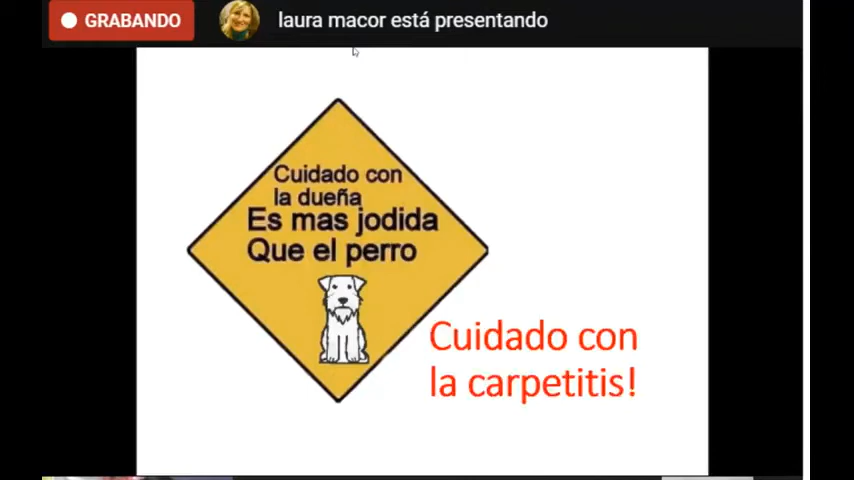 GRABANDO
laura macor está presentando
Cuidado con
la dueña
Es mas jodida
Que el perro
Cuidado con
la carpetitis!